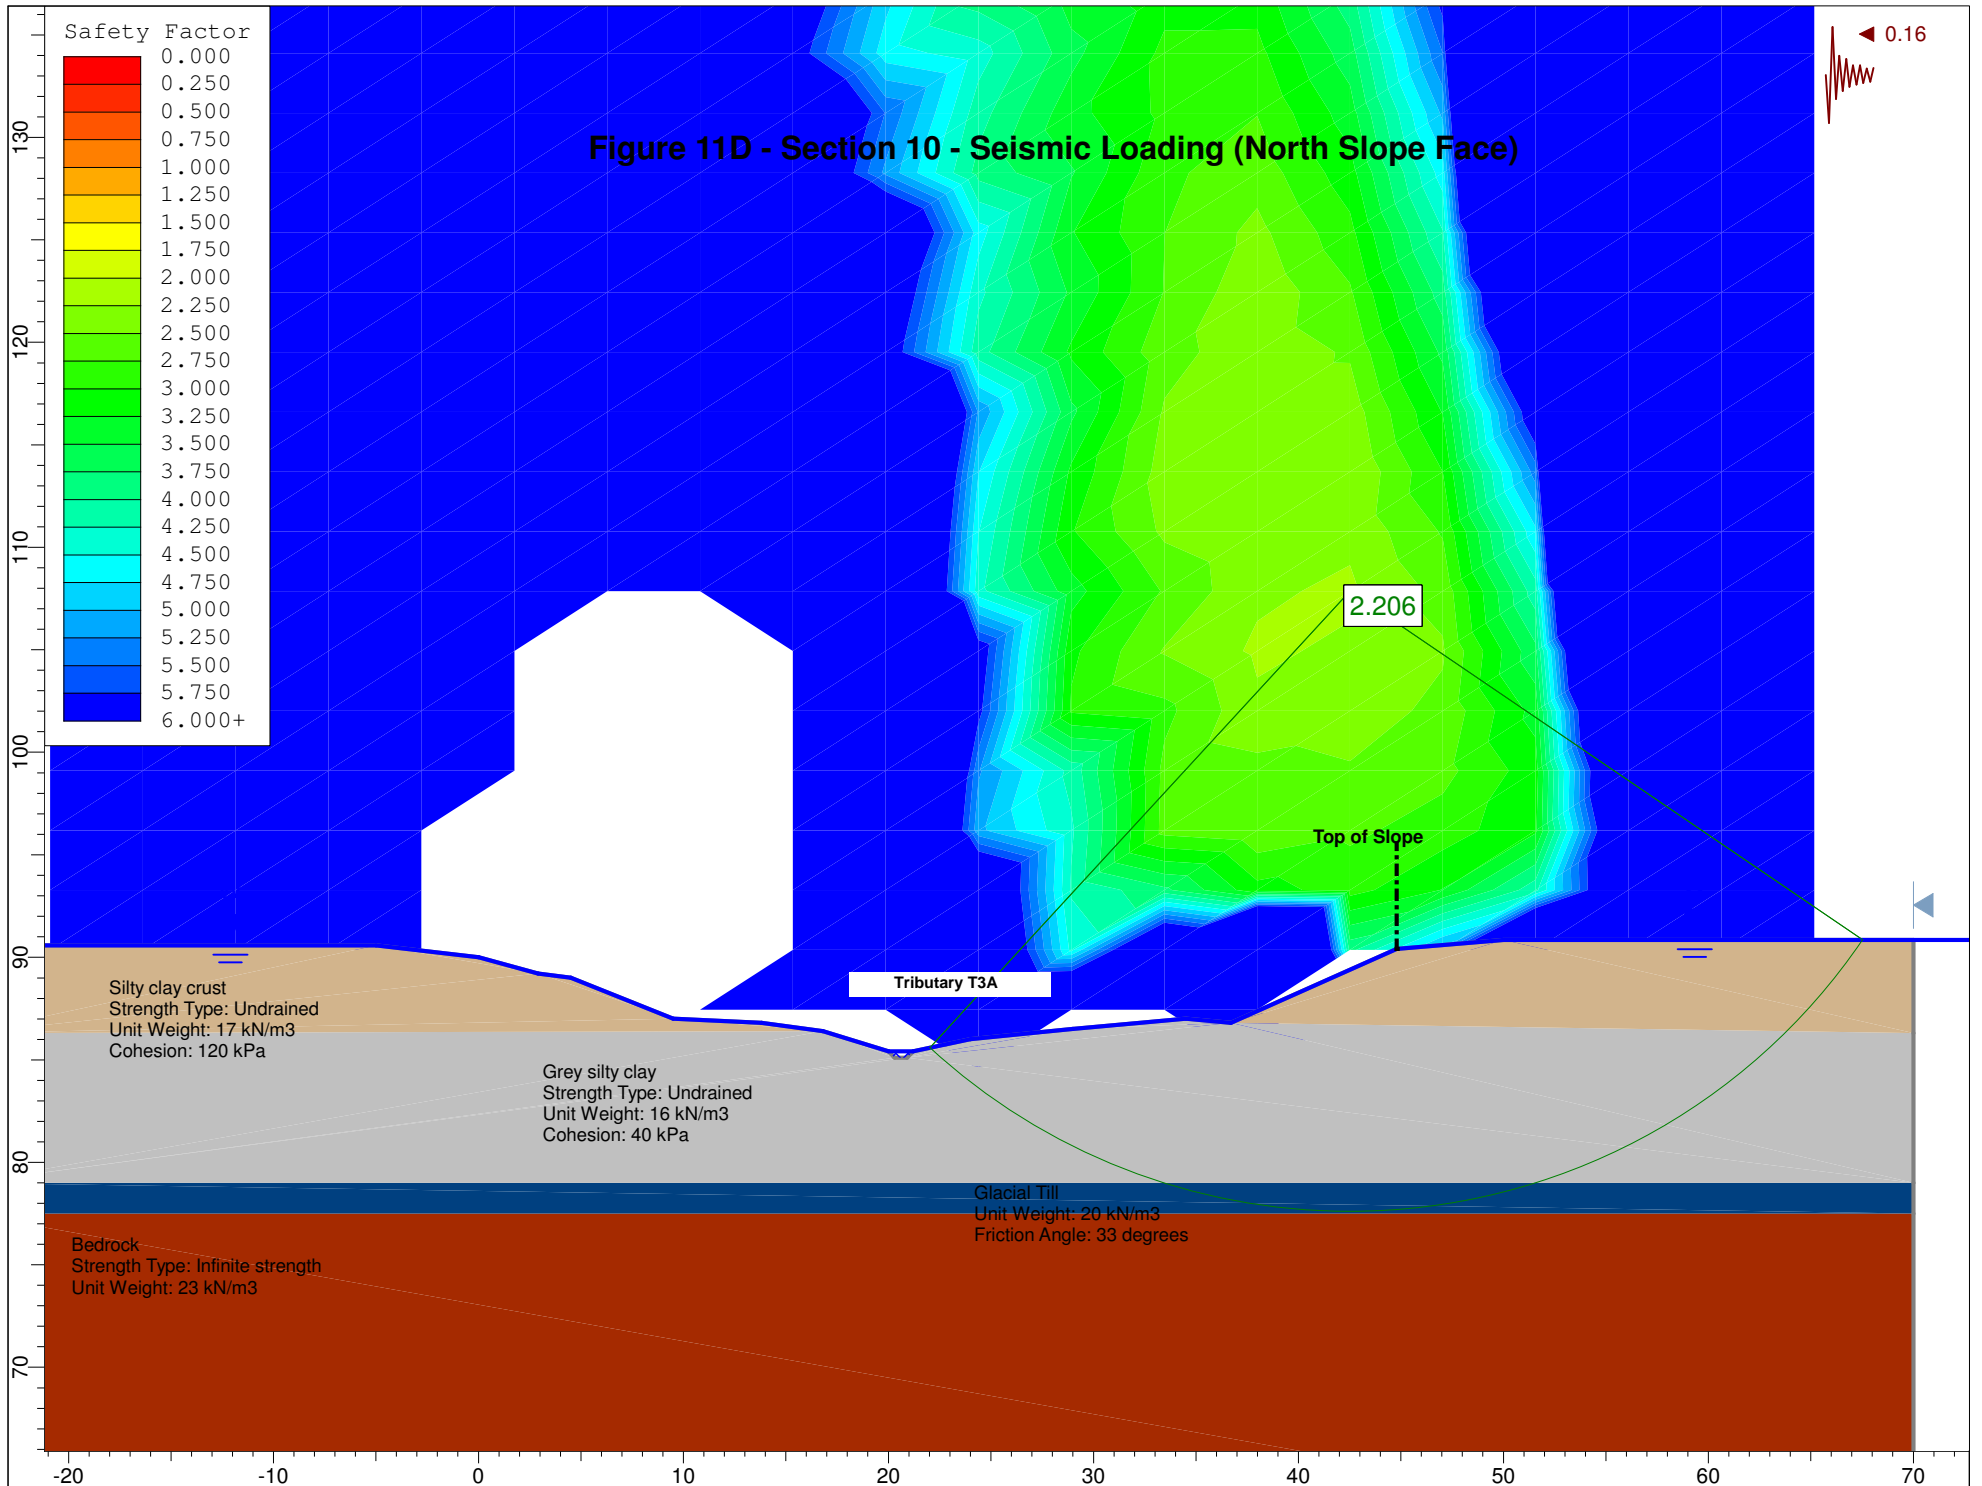 Safety Factor
0.000
0.250
0.500
0.750
1.000
1.250
1.500
1.750
2.000
2.250
2.500
2.750
3.000
3.250
3.500
3.750
4.000
4.250
4.500
4.750
5.000
5.250
5.500
5.750
6.000+
0.16
Figure 11D - Section 10 - Seismic Loading (North Slope Face)
2.206
Top of Slope
Tributary T3A
Silty clay crust
Strength Type: Undrained
Unit Weight: 17 kN/m3
Cohesion: 120 kPa
Grey silty clay
Strength Type: Undrained
Unit Weight: 16 kN/m3
Cohesion: 40 kPa
Glacial Till
Unit Weight: 20 kN/m3
Friction Angle: 33 degrees
Bedrock
Strength Type: Infinite strength
Unit Weight: 23 kN/m3
130
120
110
100
90
80
70
-20 -10 0 10 20 30 40 50 60 70